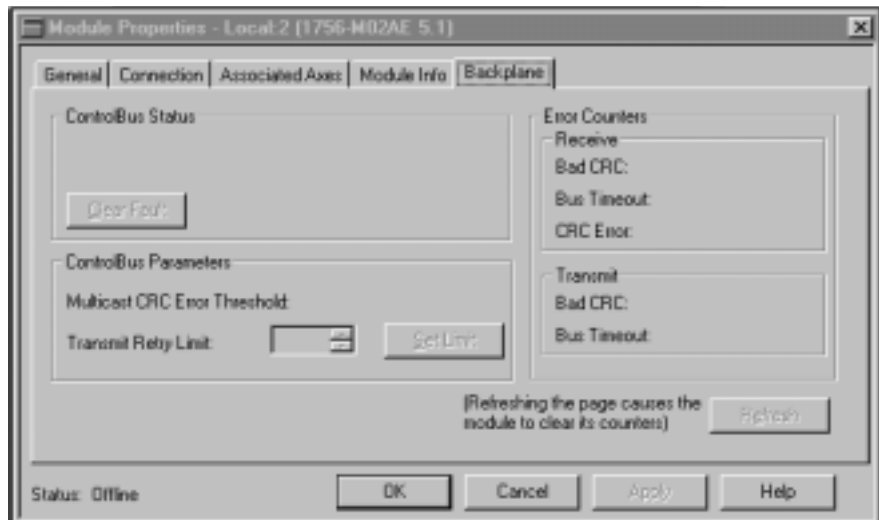 Module Properties - Local:2 (1756-M02AE 5.1)
General
Connection
Associated Axes
Module Info
Backplane
ControlBus Status
Clear Fault
ControlBus Parameters
Multicast CRC Error Threshold:
Transmit Retry Limit:
Set Limit
Error Counters
Receive
Bad CRC:
Bus Timeout:
CRC Error:
Transmit
Bad CRC:
Bus Timeout:
(Refreshing the page causes the
module to clear its counters)
Refresh
Status: Offline
OK
Cancel
Apply
Help